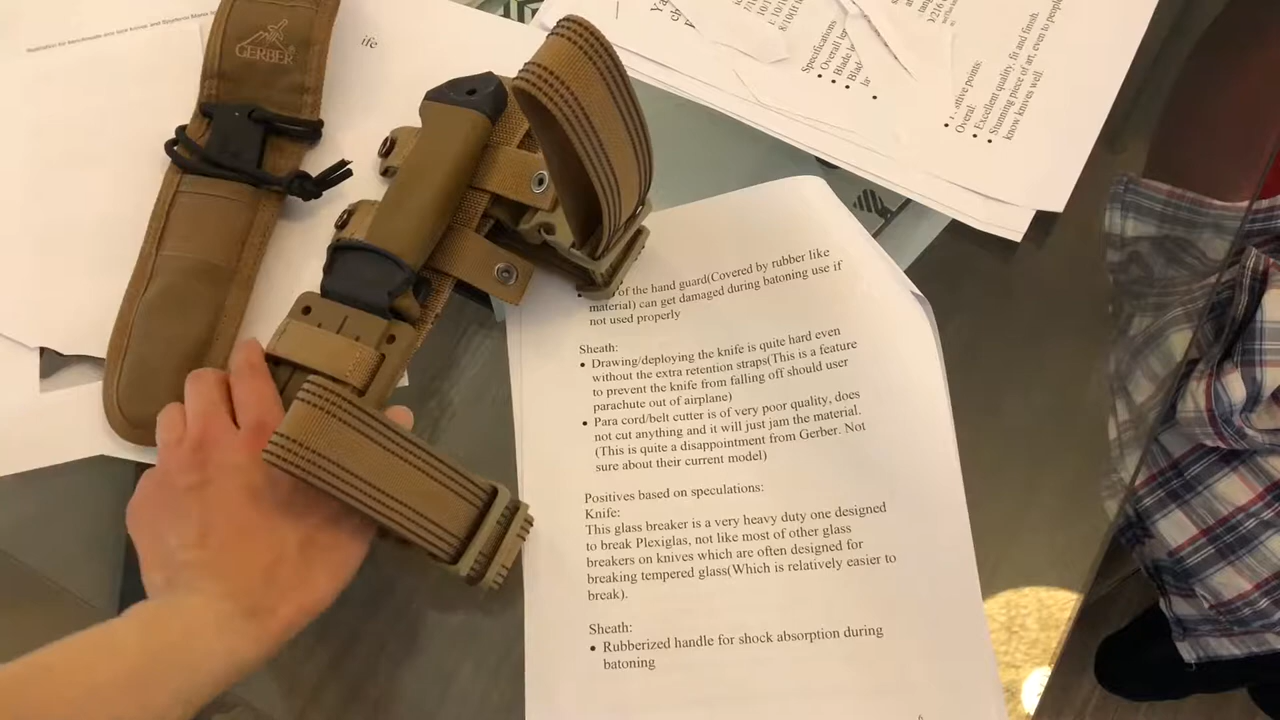 GERBER
ife
Specifications
• Overall
• Blade
Overal:
• Excellent quality, fit and finish.
• Stunning piece of art, even to people
know knives well.
of the hand guard(Covered by rubber like
material) can get damaged during batoning use if
not used properly
Sheath:
• Drawing/deploying the knife is quite hard even
without the extra retention straps(This is a feature
to prevent the knife from falling off should user
parachute out of airplane)
• Para cord/belt cutter is of very poor quality, does
not cut anything and it will just jam the material.
(This is quite a disappointment from Gerber. Not
sure about their current model)
Positives based on speculations:
Knife:
This glass breaker is a very heavy duty one designed
to break Plexiglas, not like most of other glass
breakers on knives which are often designed for
breaking tempered glass(Which is relatively easier to
break).
Sheath:
• Rubberized handle for shock absorption during
batoning